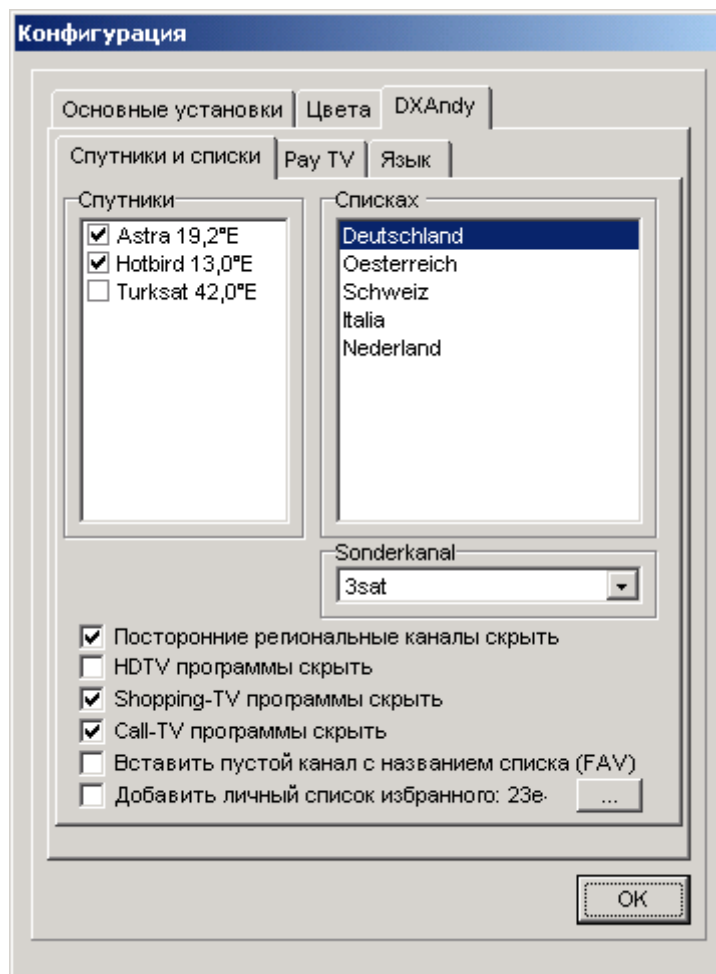 Конфигурация
Основные установки Цвета DXAndy
Спутники и списки Pay TV Язык
Спутники
Astra 19,2°E
Hotbird 13,0°E
Turksat 42,0°E
Списках
Deutschland
Oesterreich
Schweiz
Italia
Nederland
Sonderkanal
3sat
Посторонние региональные каналы скрыть
HDTV программы скрыть
Shopping-TV программы скрыть
Call-TV программы скрыть
Вставить пустой канал с названием списка (FAV)
Добавить личный список избранного: 23e- ...
OK